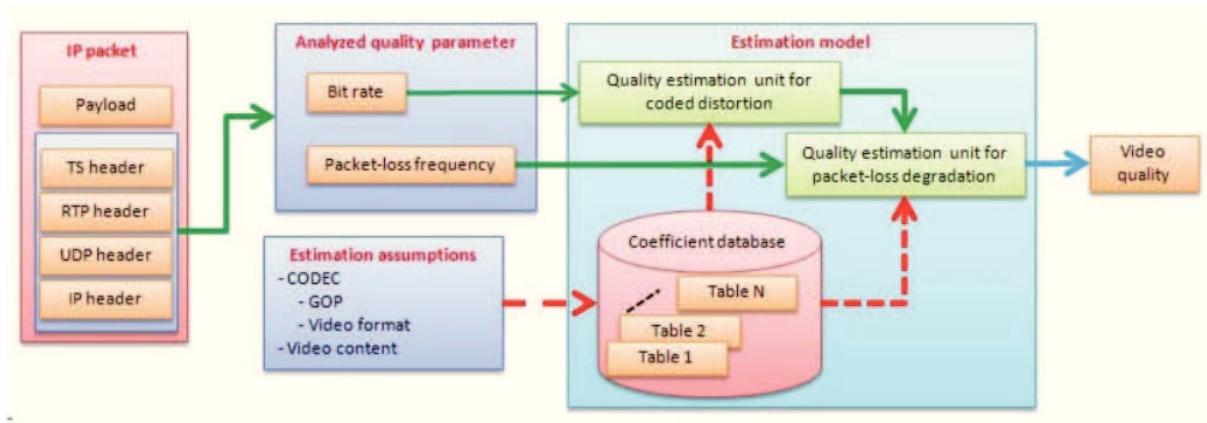 IP packet
Payload
TS header
RTP header
UDP header
IP header
Analyzed quality parameter
Bit rate
Packet-loss frequency
Estimation assumptions
- CODEC
- GOP
- Video format
- Video content
Estimation model
Quality estimation unit for
coded distortion
Quality estimation unit for
packet-loss degradation
Coefficient database
Table N
Table 2
Table 1
Video
quality